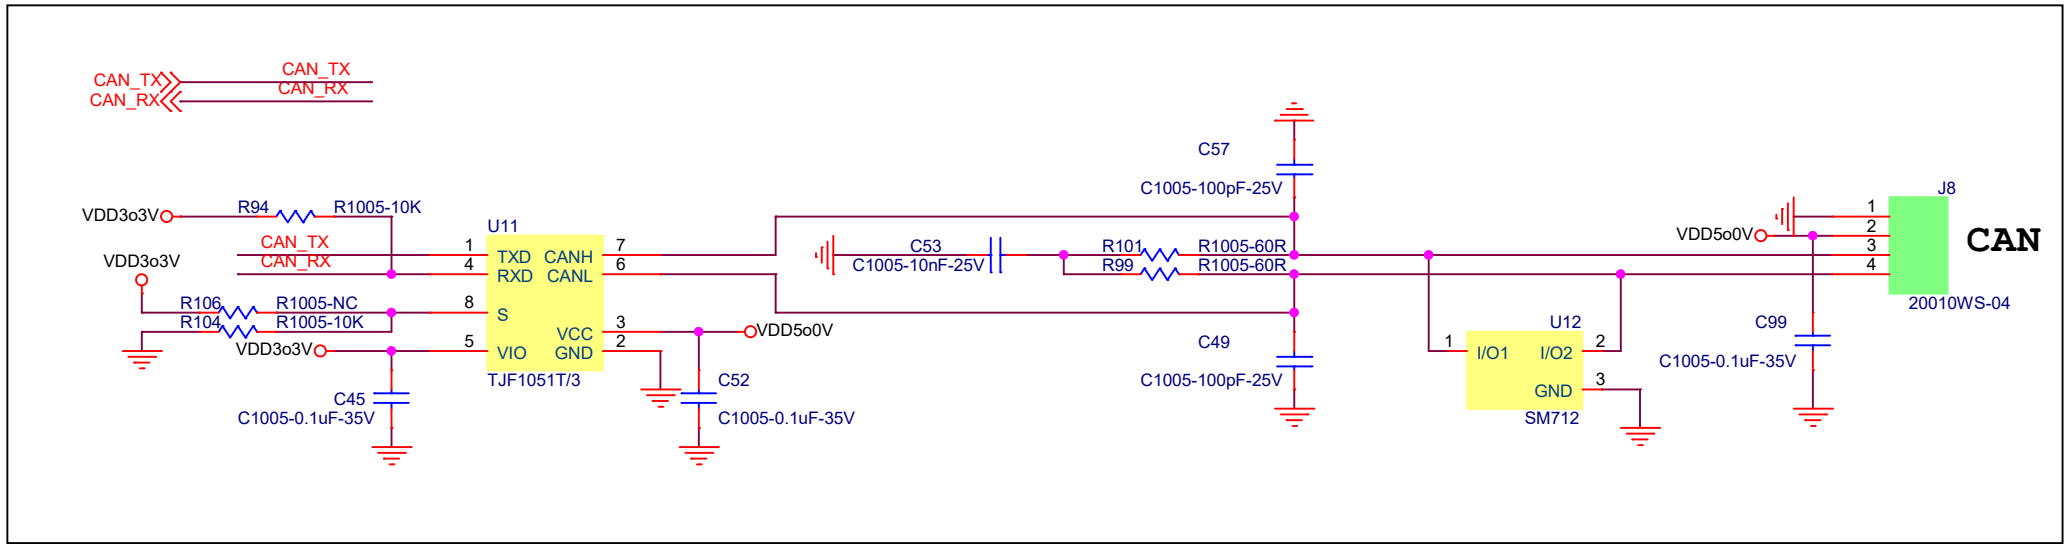 CAN_TX
CAN_TX
CAN_RX
CAN_RX
C57
C1005-100pF-25V
J8
VDD3o3V
R94
R1005-10K
U11
1
2
3
4
VDD5o0V
CAN
CAN_TX
CAN_RX
1
4
8
5
TXD
RXD
S
VIO
CANH
CANL
VCC
GND
7
6
3
2
TJF1051T/3
VDD3o3V
R106
R1005-NC
R104
R1005-10K
VDD3o3V
VDD5o0V
C53
C1005-10nF-25V
R101
R1005-60R
R99
R1005-60R
20010WS-04
C45
C1005-0.1uF-35V
C52
C1005-0.1uF-35V
C49
C1005-100pF-25V
U12
1
I/O1
I/O2
2
GND
3
SM712
C99
C1005-0.1uF-35V